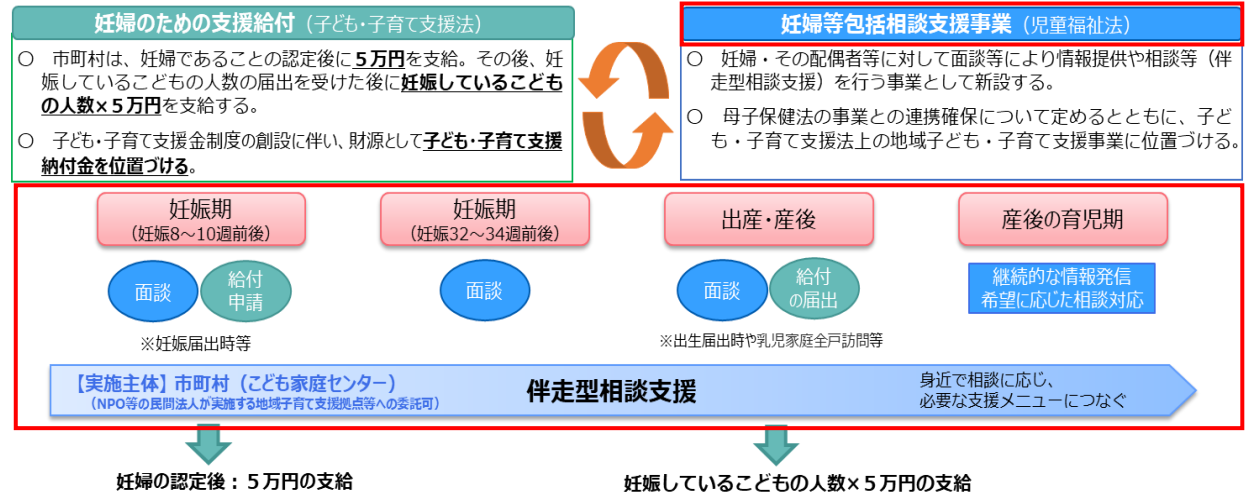 妊婦のための支援給付（子ども・子育て支援法）
○　市町村は、妊婦であることの認定後に５万円を支給。その後、妊
娠しているこどもの人数の届出を受けた後に妊娠しているこども
の人数×５万円を支給する。
○　子ども・子育て支援金制度の創設に伴い、財源として子ども・子育て支援
納付金を位置づける。
妊婦等包括相談支援事業（児童福祉法）
○　妊婦・その配偶者等に対して面談等により情報提供や相談等（伴
走型相談支援）を行う事業として新設する。
○　母子保健法の事業との連携確保について定めるとともに、子ど
も・子育て支援法上の地域子ども・子育て支援事業に位置づける。
妊娠期
（妊娠8～10週前後）
面談
給付
申請
※妊娠届出時等
妊娠期
（妊娠32～34週前後）
面談
出産・産後
面談
給付
の届出
※出生届出時や乳児家庭全戸訪問等
産後の育児期
継続的な情報発信
希望に応じた相談対応
【実施主体】市町村（こども家庭センター）
（NPO等の民間法人が実施する地域子育て支援拠点等への委託可）
伴走型相談支援
身近で相談に応じ、
必要な支援メニューにつなぐ
妊婦の認定後：５万円の支給
妊娠しているこどもの人数×５万円の支給